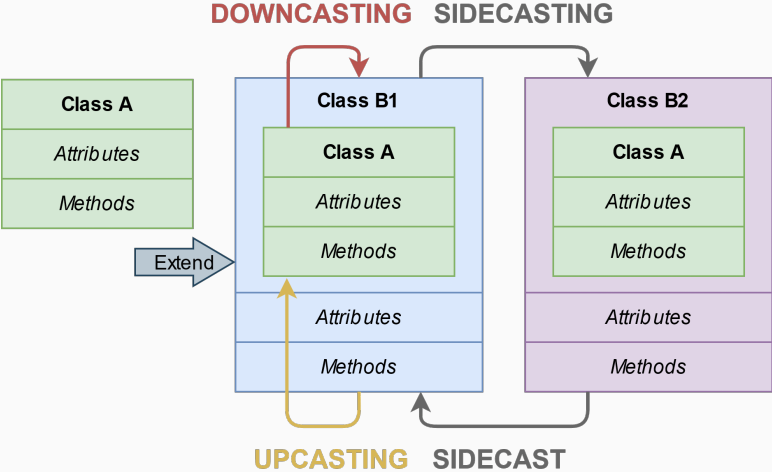 DOWNCASTING SIDECASTING
Class A
Attributes
Methods
Extend
Class B1
Class A
Attributes
Methods
Attributes
Methods
Class B2
Class A
Attributes
Methods
Attributes
Methods
UPCASTING SIDECAST